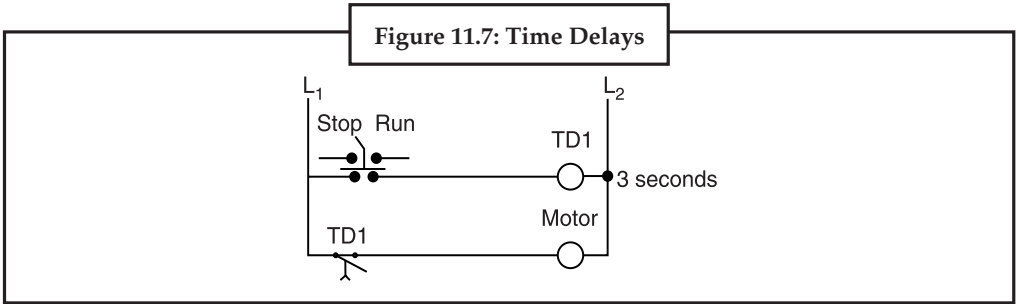 Figure 11.7: Time Delays
L1 L2
Stop Run
TD1
3 seconds
Motor
TD1